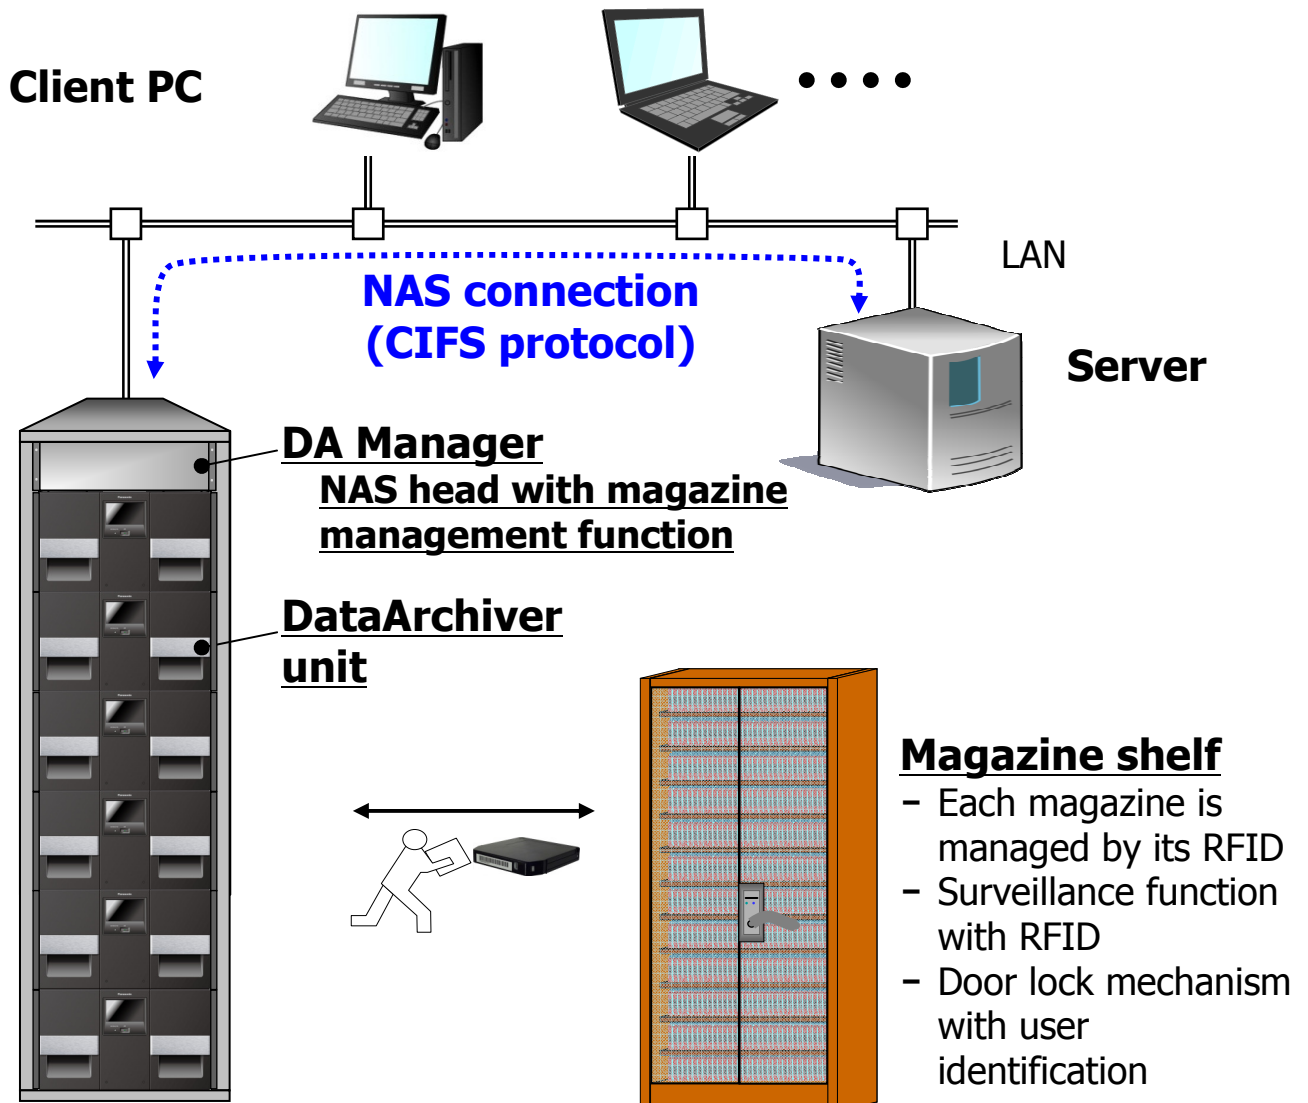 Client PC
LAN
NAS connection
(CIFS protocol)
Server
DA Manager
NAS head with magazine
management function
DataArchiver
unit
Magazine shelf
− Each magazine is
managed by its RFID
− Surveillance function
with RFID
− Door lock mechanism
with user
identification